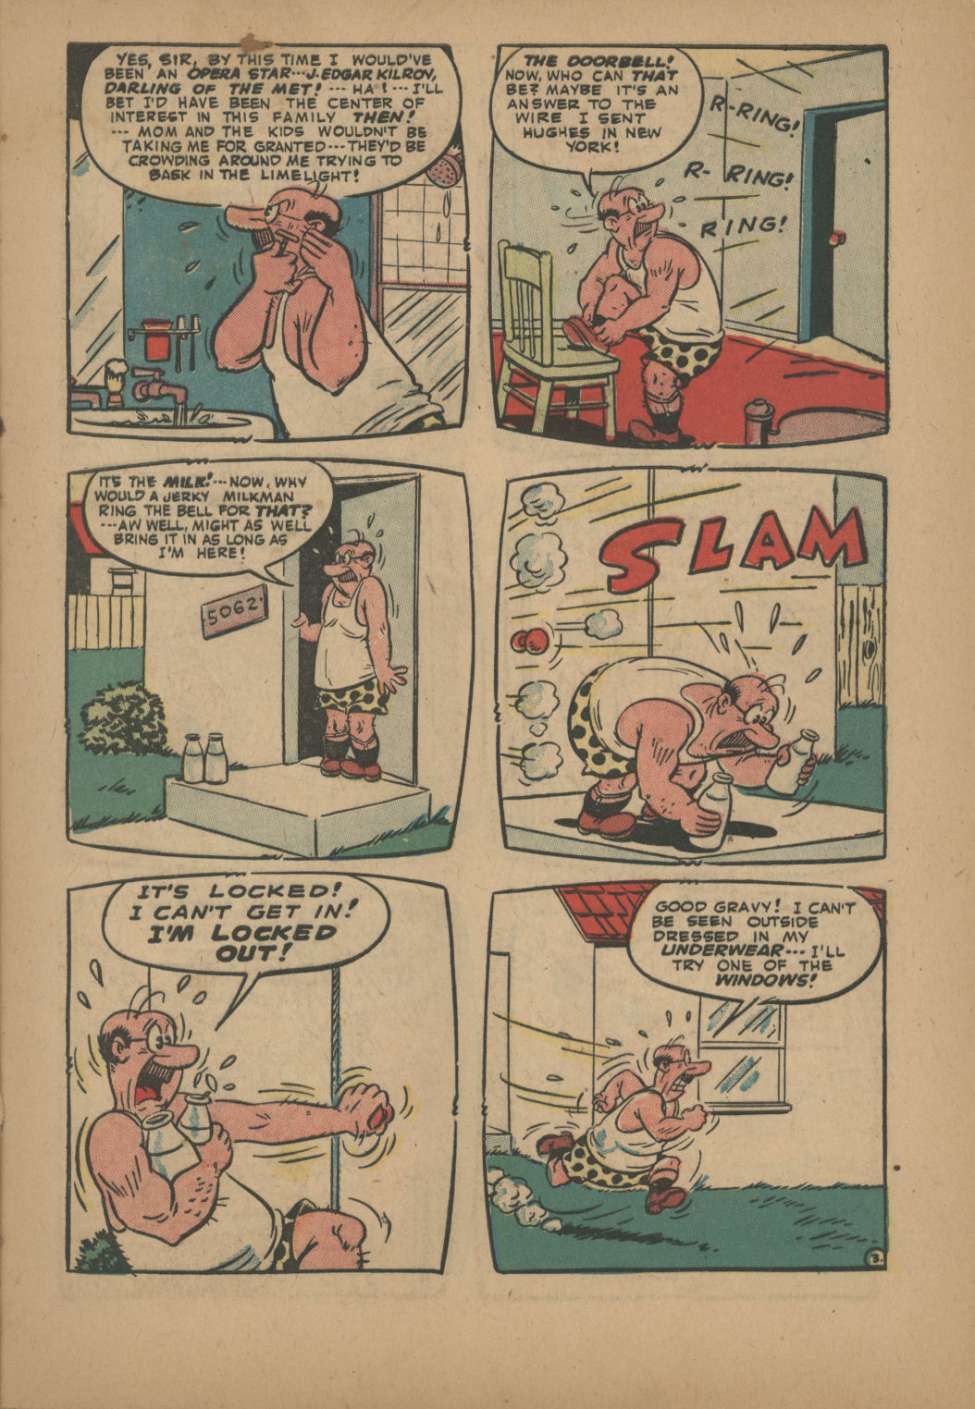 YES, SIR, BY THIS TIME I WOULD'VE
BEEN AN OPERA STAR---J. EDGAR KILROY,
DARLING OF THE MET! --- HA! --- I'LL
BET I'D HAVE BEEN THE CENTER OF
INTEREST IN THIS FAMILY THEN!
--- MOM AND THE KIDS WOULDN'T BE
TAKING ME FOR GRANTED---THEY'D BE
CROWDING AROUND ME TRYING TO
BASK IN THE LIMELIGHT!
THE DOORBELL!
NOW, WHO CAN THAT
BE? MAYBE IT'S AN
ANSWER TO THE
WIRE I SENT
HUGHES IN NEW
YORK!
R-RING!
R- RING!
RING!
IT'S THE MILK!---NOW, WHY
WOULD A JERKY MILKMAN
RING THE BELL FOR THAT?
---AW WELL, MIGHT AS WELL
BRING IT IN AS LONG AS
I'M HERE!
5062
SLAM
IT'S LOCKED!
I CAN'T GET IN!
I'M LOCKED
OUT!
GOOD GRAVY! I CAN'T
BE SEEN OUTSIDE
DRESSED IN MY
UNDERWEAR--- I'LL
TRY ONE OF THE
WINDOWS!
3.